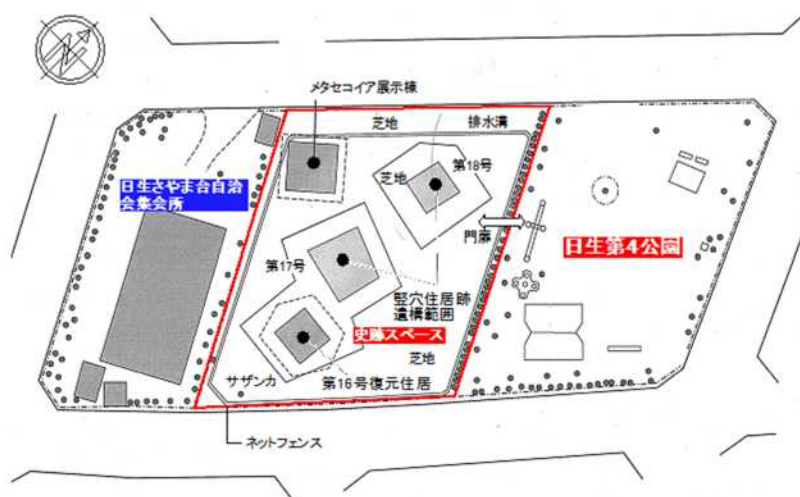 メタセコイア展示棟
芝地
排水溝
第18号
芝地
日生さやま台自治
会集会所
門扉
日生第4公園
第17号
竪穴住居跡
遺構範囲
史跡スペース
芝地
サザンカ
第16号復元住居
ネットフェンス